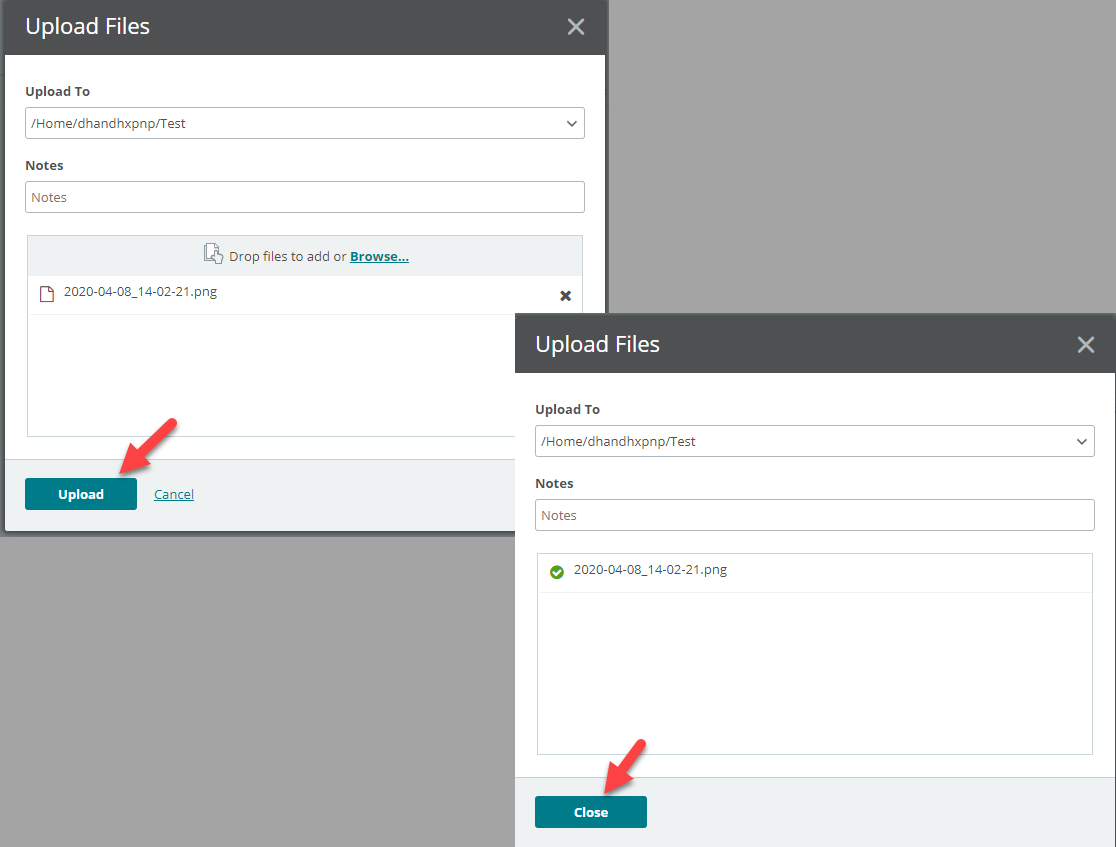 Upload Files
Upload To
/Home/dhandhxpnp/Test
Notes
Notes
Drop files to add or Browse...
2020-04-08_14-02-21.png
Upload Cancel
Upload Files
Upload To
/Home/dhandhxpnp/Test
Notes
Notes
2020-04-08_14-02-21.png
Close